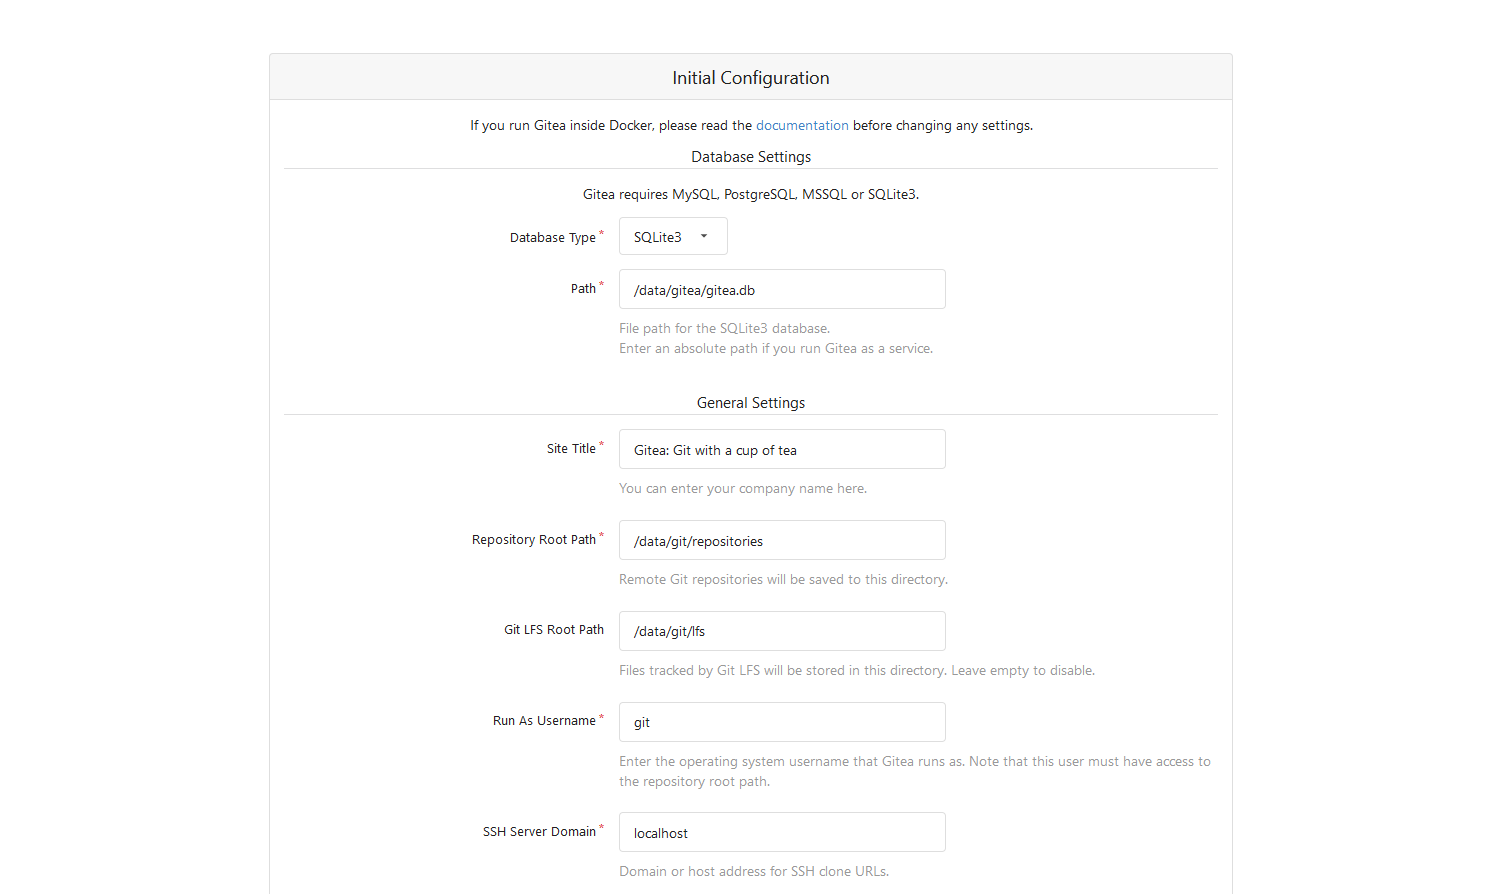 Initial Configuration
If you run Gitea inside Docker, please read the documentation before changing any settings.
Database Settings
Gitea requires MySQL, PostgreSQL, MSSQL or SQLite3.
Database Type *
SQLite3
Path *
/data/gitea/gitea.db
File path for the SQLite3 database.
Enter an absolute path if you run Gitea as a service.
General Settings
Site Title *
Gitea: Git with a cup of tea
You can enter your company name here.
Repository Root Path *
/data/git/repositories
Remote Git repositories will be saved to this directory.
Git LFS Root Path
/data/git/lfs
Files tracked by Git LFS will be stored in this directory. Leave empty to disable.
Run As Username *
git
Enter the operating system username that Gitea runs as. Note that this user must have access to
the repository root path.
SSH Server Domain *
localhost
Domain or host address for SSH clone URLs.